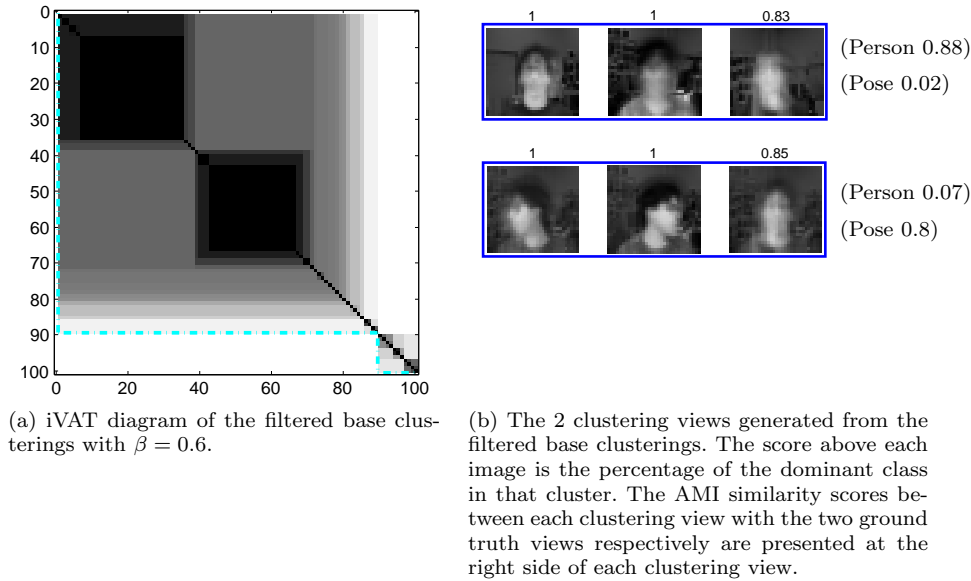 0
10
20
30
40
50
60
70
80
90
100
0 20 40 60 80 100
(a) iVAT diagram of the filtered base clus-
terings with β = 0.6.
1 1 0.83
(Person 0.88)
(Pose 0.02)
1 1 0.85
(Person 0.07)
(Pose 0.8)
(b) The 2 clustering views generated from the
filtered base clusterings. The score above each
image is the percentage of the dominant class
in that cluster. The AMI similarity scores be-
tween each clustering view with the two ground
truth views respectively are presented at the
right side of each clustering view.